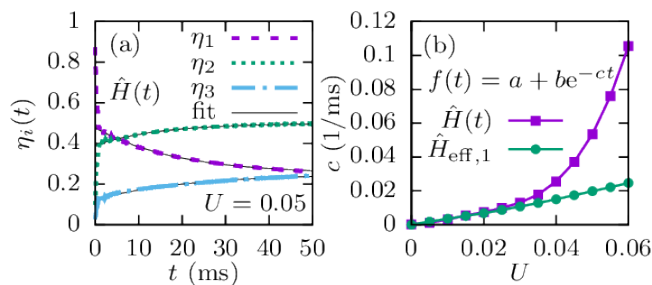 (a)
Ĥ(t)
η₁
η₂
η₃
fit
U = 0.05
ηᵢ(t)
1
0.8
0.6
0.4
0.2
0
0 10 20 30 40 50
t (ms)
(b)
f(t) = a + be⁻ᶜᵗ
Ĥ(t)
Ĥeff,1
c (1/ms)
0.12
0.10
0.08
0.06
0.04
0.02
0
0 0.02 0.04 0.06
U